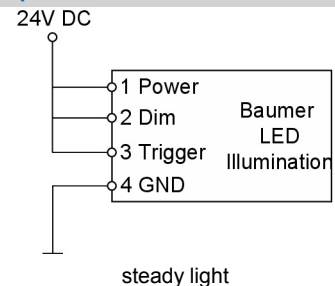 24V DC
1 Power
2 Dim
3 Trigger
4 GND
Baumer
LED
Illumination
steady light